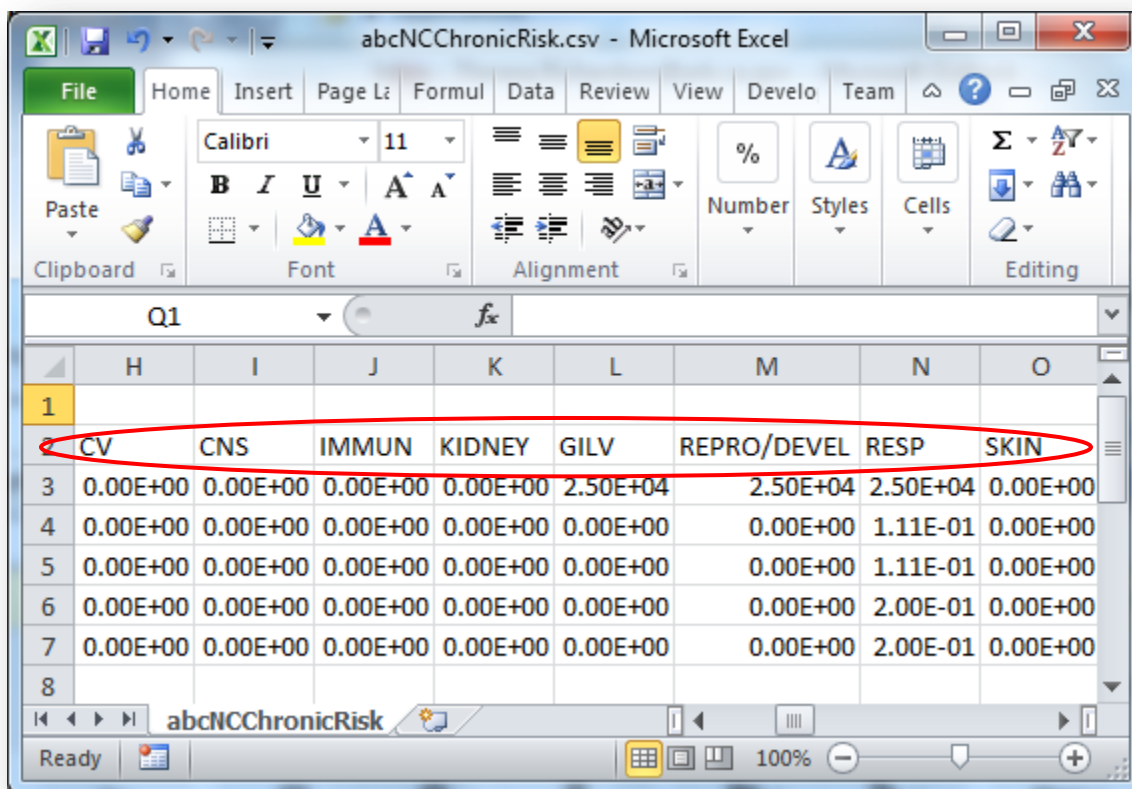 abcNCChronicRisk.csv - Microsoft Excel
File Home Insert Page La Formul Data Review View Develo Team
Calibri 11
B I U A A
Paste
% Number Styles Cells
Clipboard Font Alignment Editing
Q1 fx
H I J K L M N O
1
2 CV CNS IMMUN KIDNEY GILV REPRO/DEVEL RESP SKIN
3 0.00E+00 0.00E+00 0.00E+00 0.00E+00 2.50E+04 2.50E+04 2.50E+04 0.00E+00
4 0.00E+00 0.00E+00 0.00E+00 0.00E+00 0.00E+00 0.00E+00 1.11E-01 0.00E+00
5 0.00E+00 0.00E+00 0.00E+00 0.00E+00 0.00E+00 0.00E+00 1.11E-01 0.00E+00
6 0.00E+00 0.00E+00 0.00E+00 0.00E+00 0.00E+00 0.00E+00 2.00E-01 0.00E+00
7 0.00E+00 0.00E+00 0.00E+00 0.00E+00 0.00E+00 0.00E+00 2.00E-01 0.00E+00
8
abcNCChronicRisk
Ready 100%